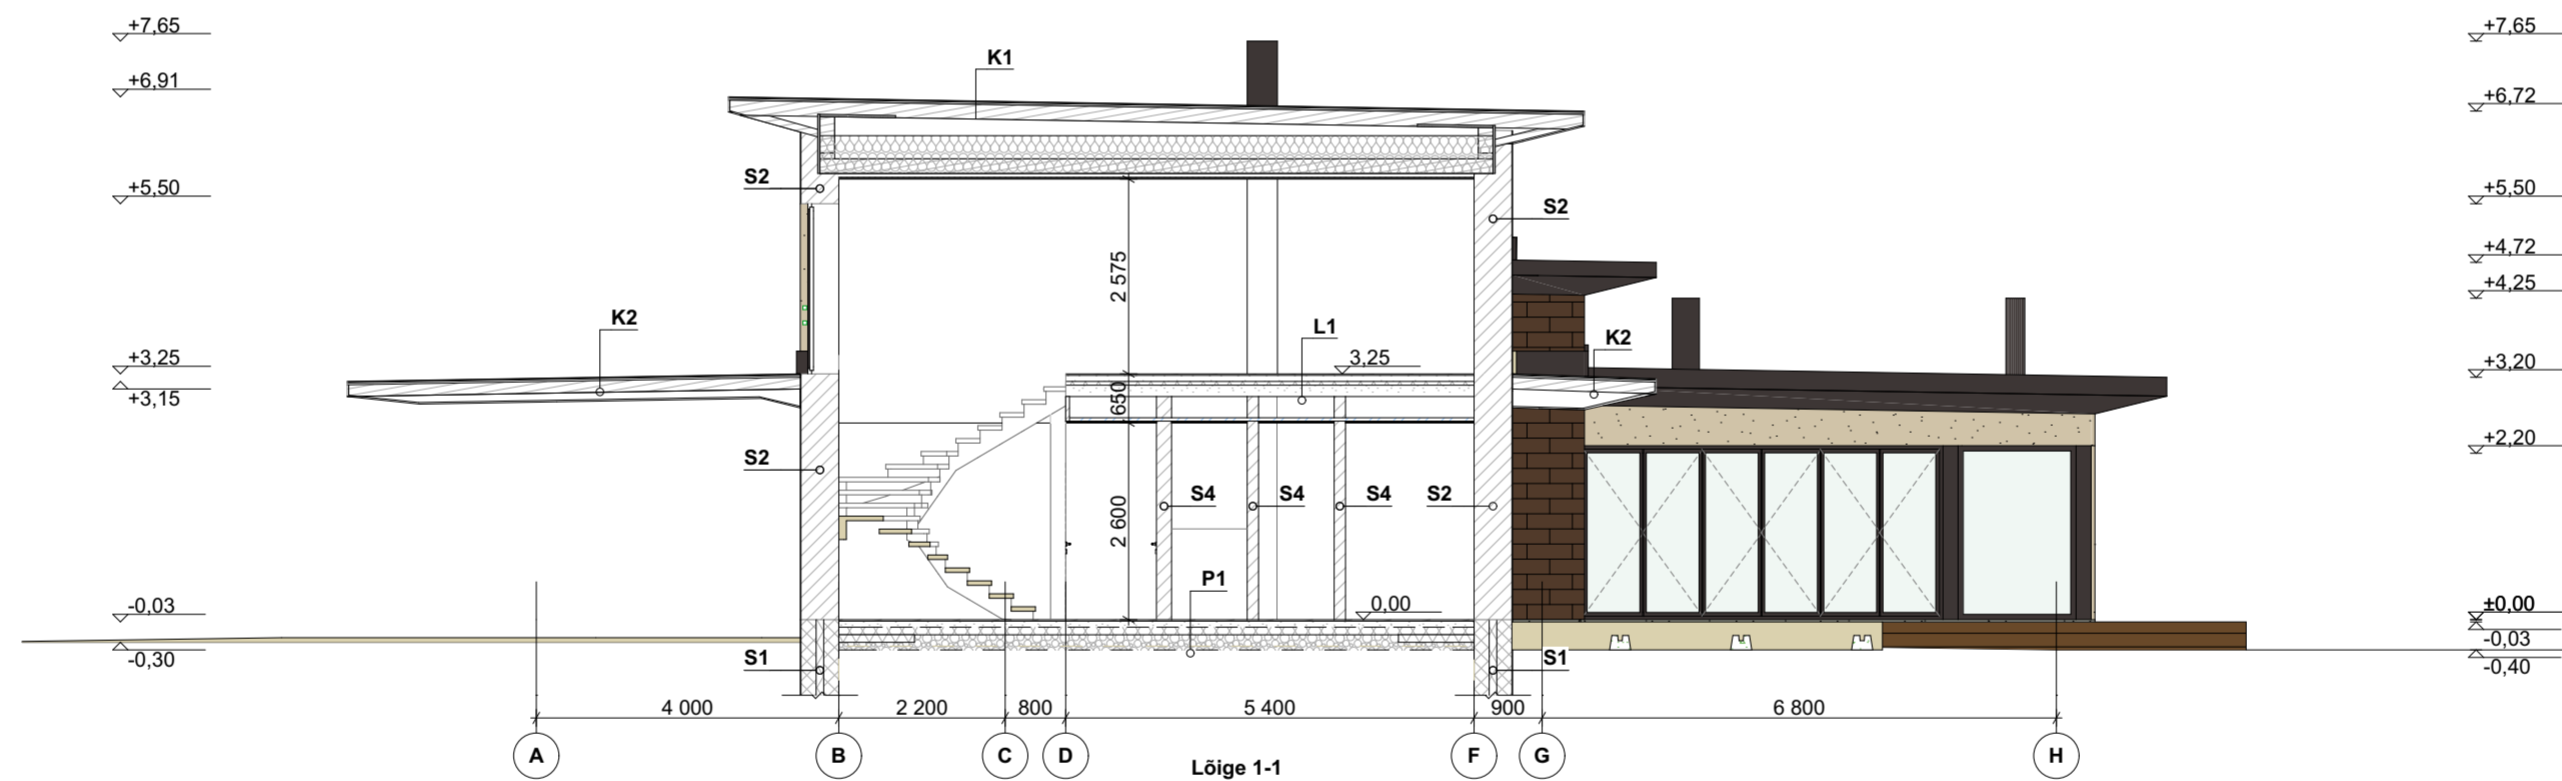 +7,65
+7,65
K1
+6,91
+6,72
S2
+5,50
+5,50
S2
+4,72
2 575
+4,25
K2
L1
K2
+3,25
3,25
+3,20
+3,15
650
+2,20
S2
S4
S4
S4
S2
2 600
P1
-0,03
0,00
±0,00
-0,03
-0,30
S1
S1
-0,40
4 000
2 200
800
5 400
900
6 800
A
B
C
D
F
G
H
Lõige 1-1